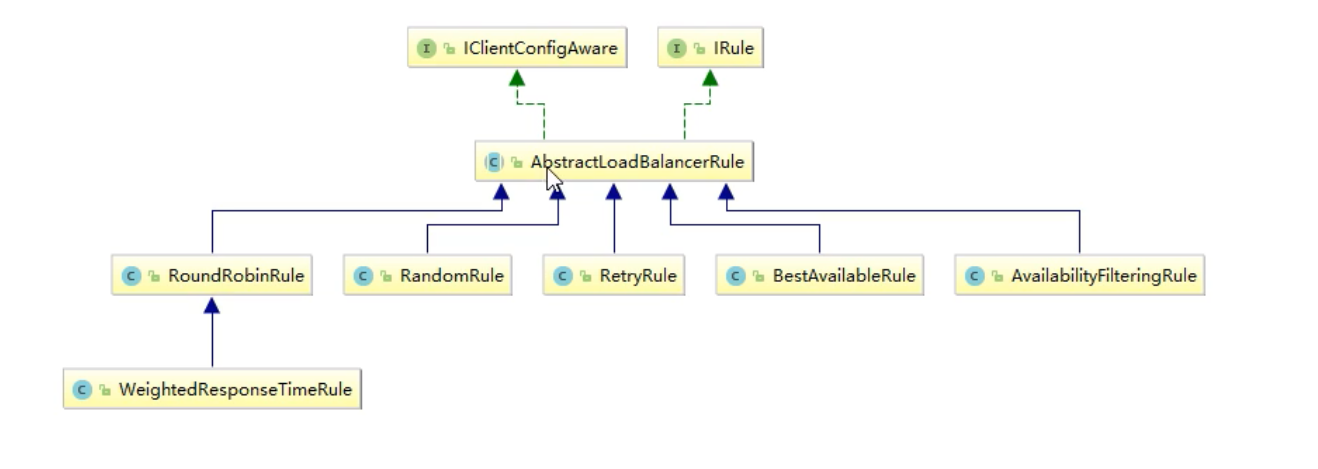 I IClientConfigAware
I IRule
C AbstractLoadBalancerRule
C RoundRobinRule
C RandomRule
C RetryRule
C BestAvailableRule
C AvailabilityFilteringRule
C WeightedResponseTimeRule